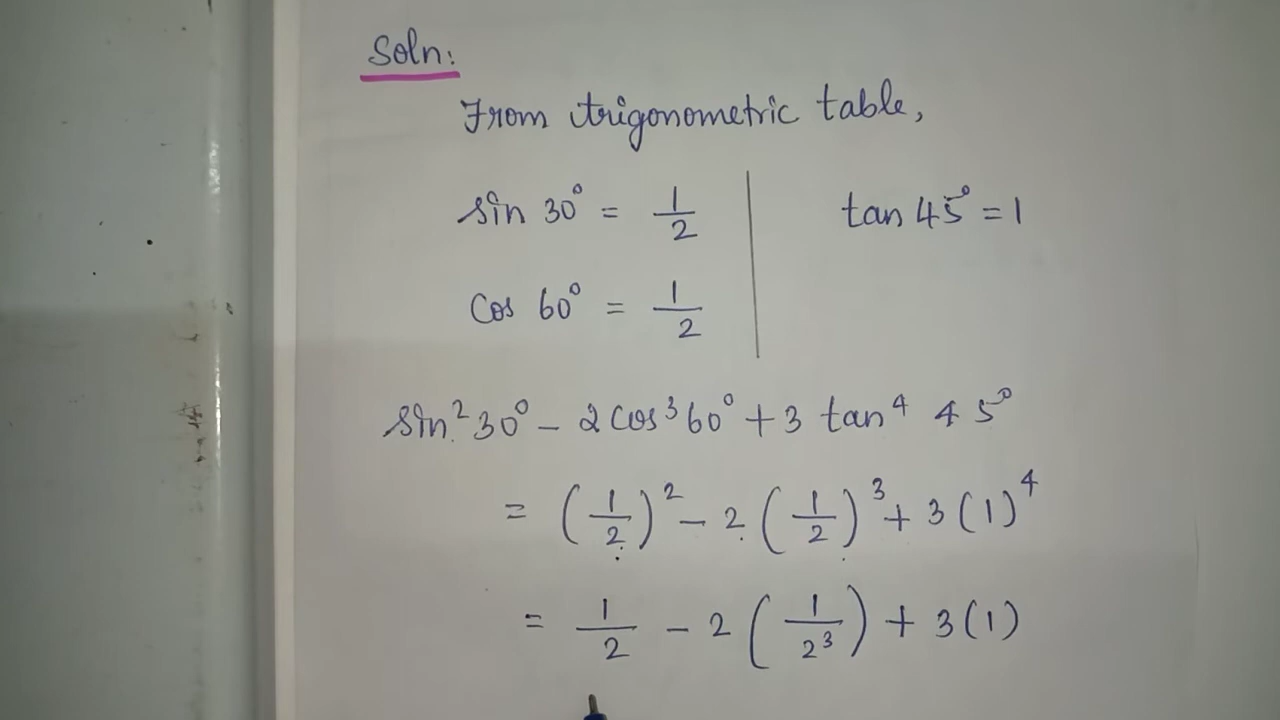 Soln:
From trigonometric table,
sin 30° = 1/2 | tan 45° = 1
cos 60° = 1/2
sin² 30° - 2 cos³ 60° + 3 tan⁴ 45°
= (1/2)² - 2 (1/2)³ + 3 (1)⁴
= 1/2 - 2 (1/2³) + 3 (1)